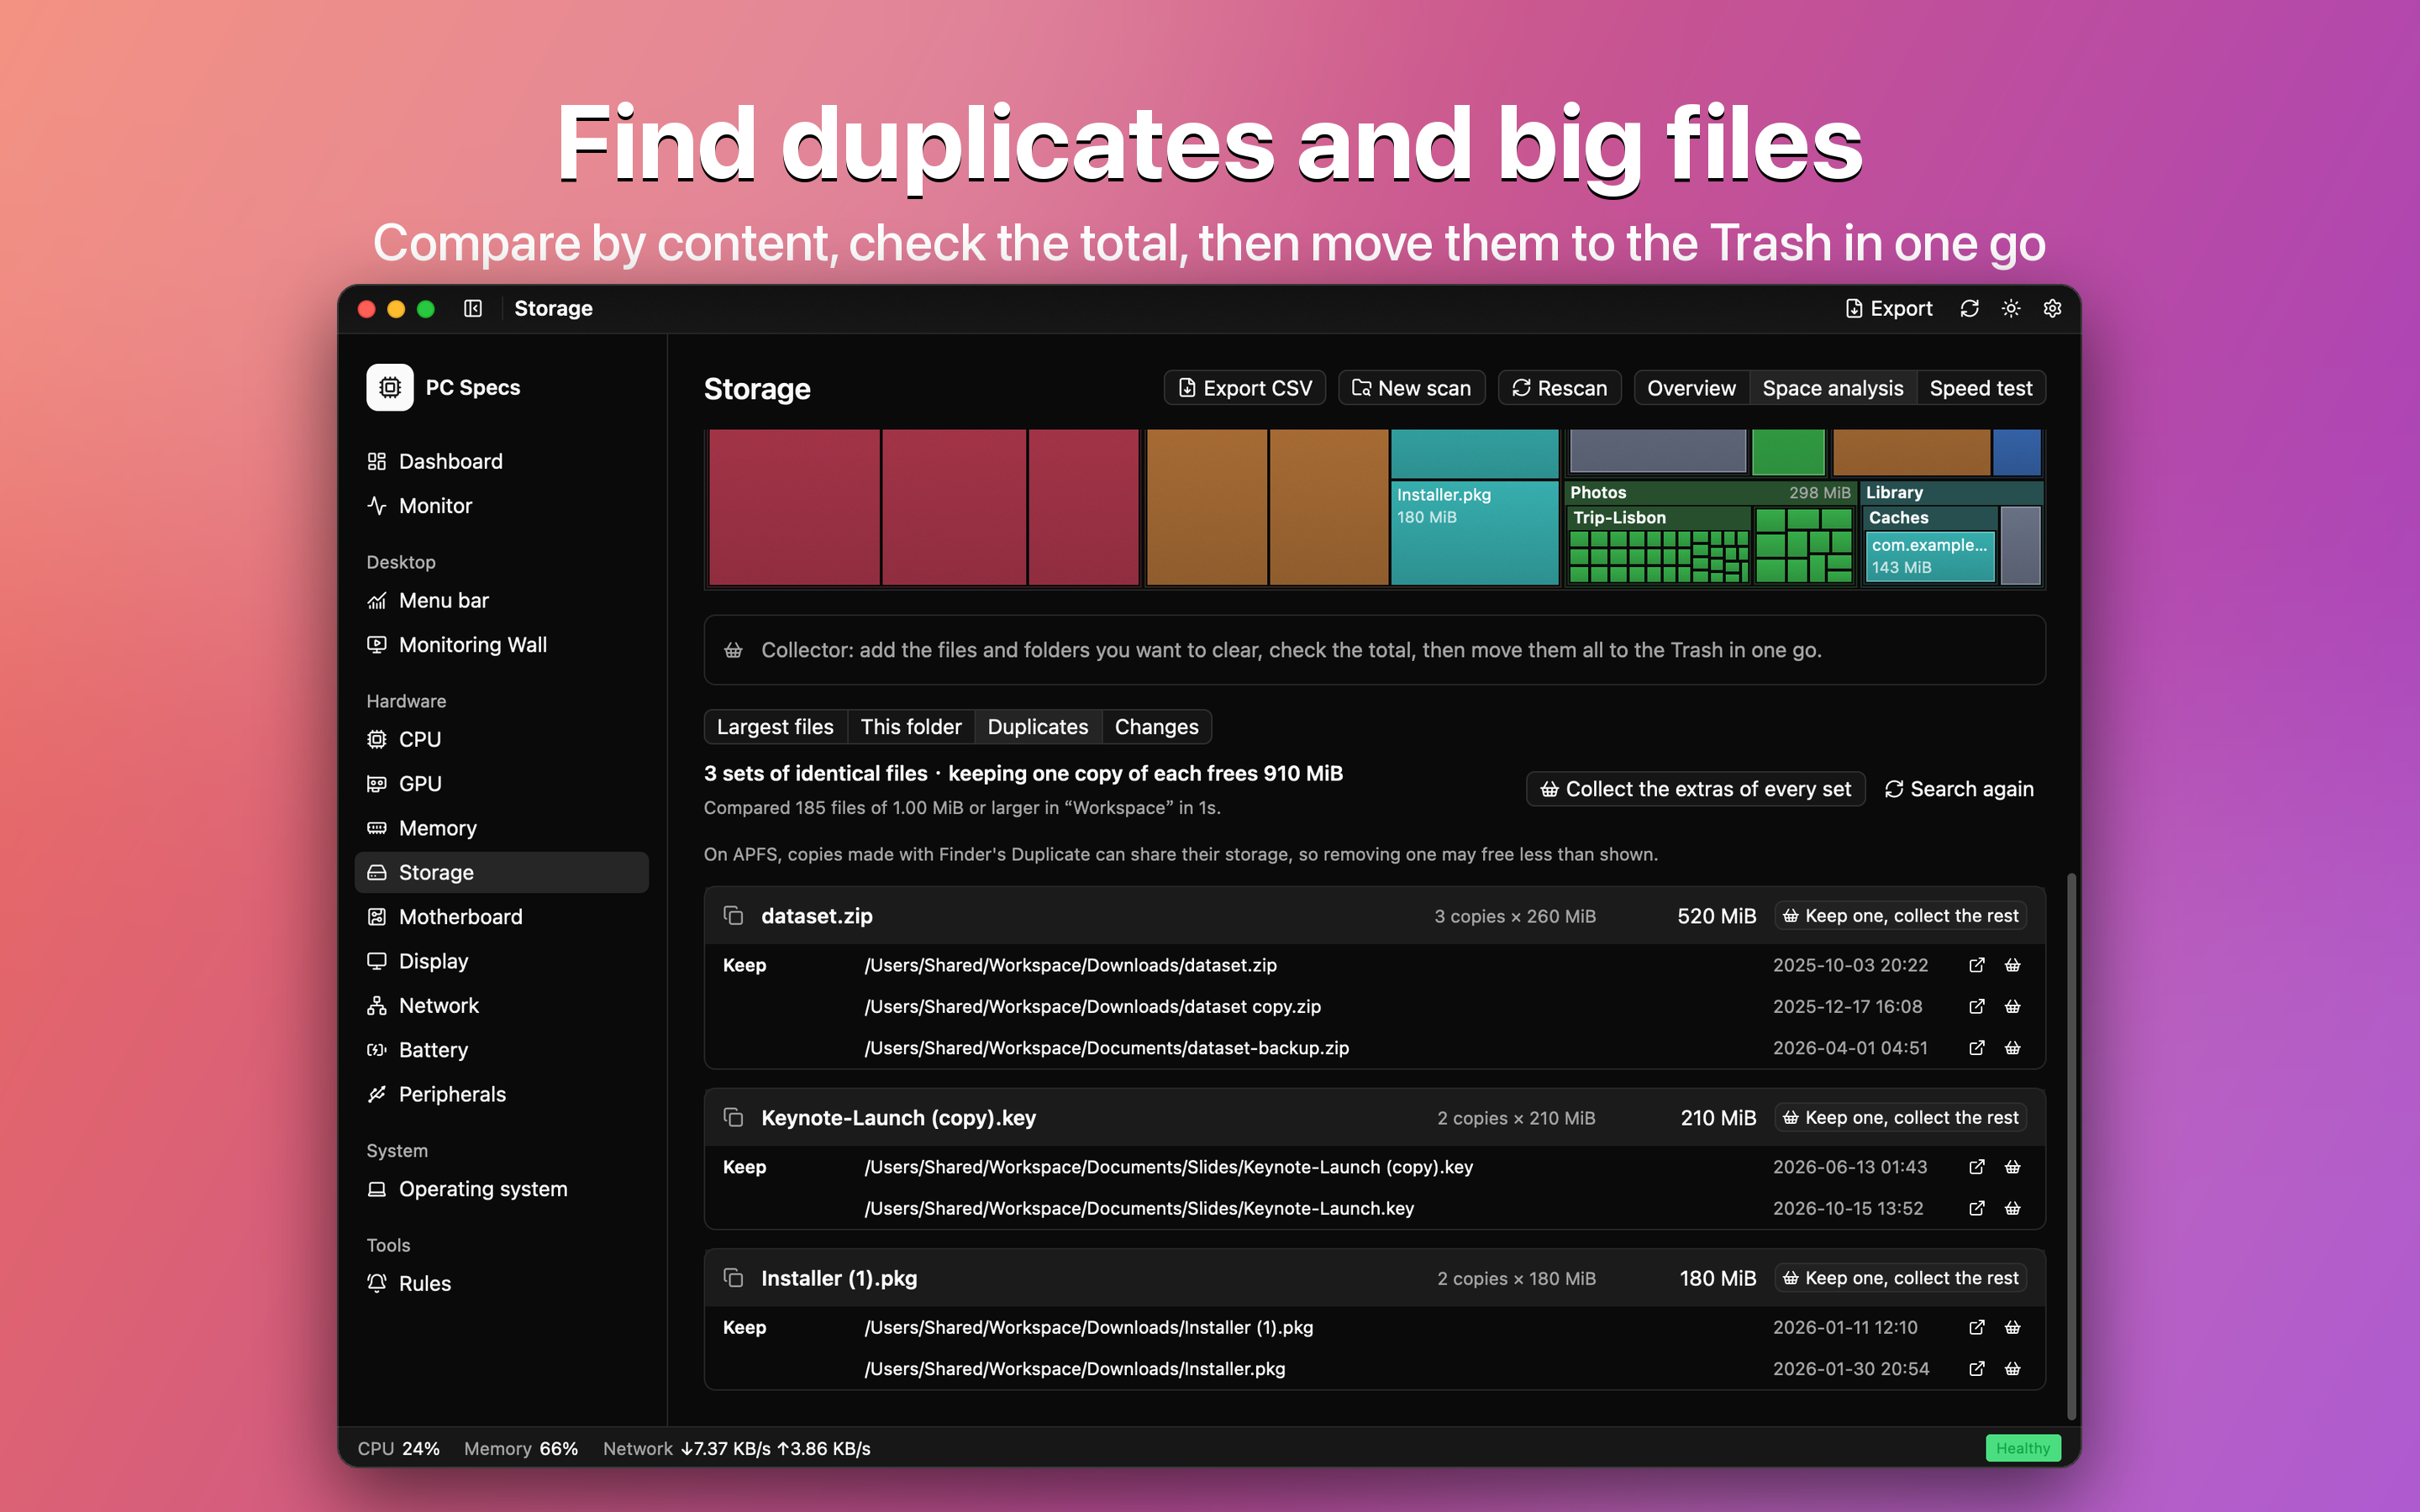 Find duplicates and big files
Compare by content, check the total, then move them to the Trash in one go
Storage
Export
PC Specs
Dashboard
Monitor
Desktop
Menu bar
Monitoring Wall
Hardware
CPU
GPU
Memory
Storage
Motherboard
Display
Network
Battery
Peripherals
System
Operating system
Tools
Rules
Storage
Export CSV
New scan
Rescan
Overview
Space analysis
Speed test
Installer.pkg
180 MiB
Photos 298 MiB
Trip-Lisbon
Library
Caches
com.example...
143 MiB
Collector: add the files and folders you want to clear, check the total, then move them all to the Trash in one go.
Largest files
This folder
Duplicates
Changes
3 sets of identical files · keeping one copy of each frees 910 MiB
Compared 185 files of 1.00 MiB or larger in “Workspace” in 1s.
Collect the extras of every set
Search again
On APFS, copies made with Finder's Duplicate can share their storage, so removing one may free less than shown.
dataset.zip 3 copies × 260 MiB 520 MiB Keep one, collect the rest
Keep /Users/Shared/Workspace/Downloads/dataset.zip 2025-10-03 20:22
/Users/Shared/Workspace/Downloads/dataset copy.zip 2025-12-17 16:08
/Users/Shared/Workspace/Documents/dataset-backup.zip 2026-04-01 04:51
Keynote-Launch (copy).key 2 copies × 210 MiB 210 MiB Keep one, collect the rest
Keep /Users/Shared/Workspace/Documents/Slides/Keynote-Launch (copy).key 2026-06-13 01:43
/Users/Shared/Workspace/Documents/Slides/Keynote-Launch.key 2026-10-15 13:52
Installer (1).pkg 2 copies × 180 MiB 180 MiB Keep one, collect the rest
Keep /Users/Shared/Workspace/Downloads/Installer (1).pkg 2026-01-11 12:10
/Users/Shared/Workspace/Downloads/Installer.pkg 2026-01-30 20:54
CPU 24% Memory 66% Network ↓7.37 KB/s ↑3.86 KB/s
Healthy